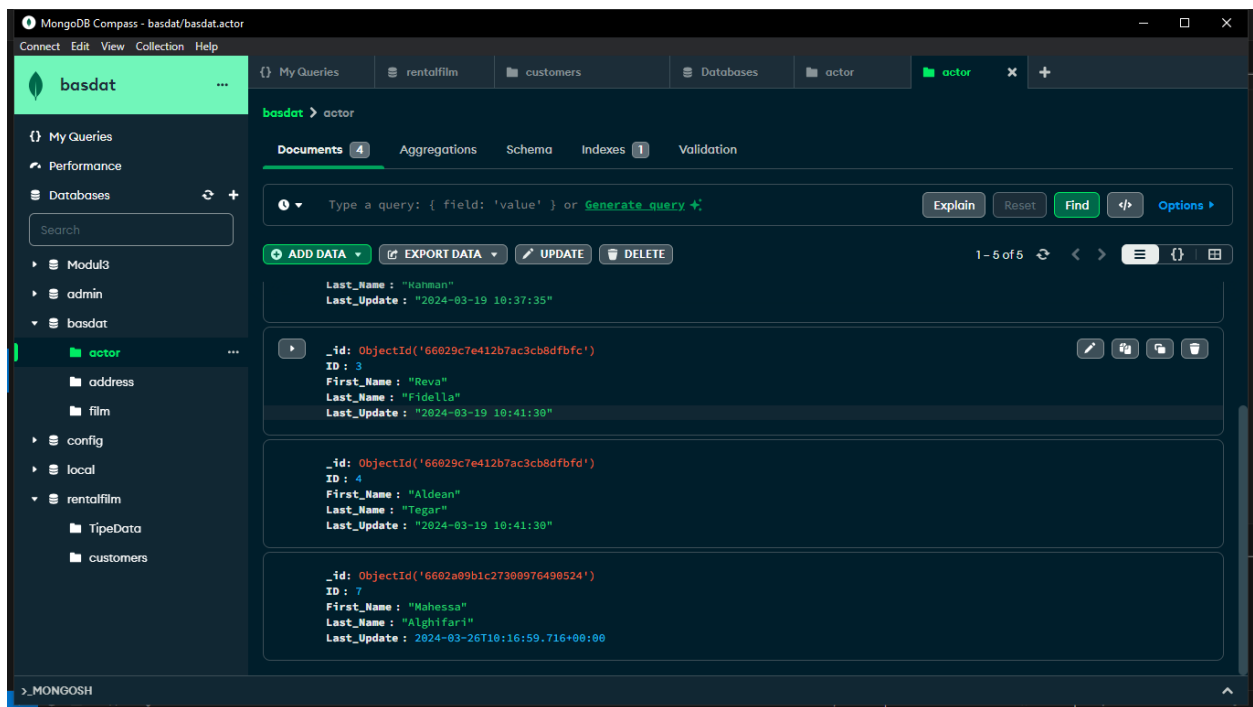 MongoDB Compass - basdat/basdat.actor
Connect Edit View Collection Help
basdat ...
{} My Queries rentalfilm customers Databases actor actor
basdat > actor
{} My Queries
Performance
Databases
Search
Modul3
admin
basdat
actor ...
address
film
config
local
rentalfilm
TipeData
customers
Documents 4 Aggregations Schema Indexes 1 Validation
Type a query: { field: 'value' } or Generate query
Explain Reset Find </> Options
ADD DATA EXPORT DATA UPDATE DELETE
1 – 5 of 5 {}
Last_Name : "Rahman"
Last_Update : "2024-03-19 10:37:35"
_id: ObjectId('66029c7e412b7ac3cb8dfbfc')
ID : 3
First_Name : "Reva"
Last_Name : "Fidella"
Last_Update : "2024-03-19 10:41:30"
_id: ObjectId('66029c7e412b7ac3cb8dfbfd')
ID : 4
First_Name : "Aldean"
Last_Name : "Tegar"
Last_Update : "2024-03-19 10:41:30"
_id: ObjectId('6602a09b1c27300976490524')
ID : 7
First_Name : "Mahessa"
Last_Name : "Alghifari"
Last_Update : 2024-03-26T10:16:59.716+00:00
>_MONGOSH